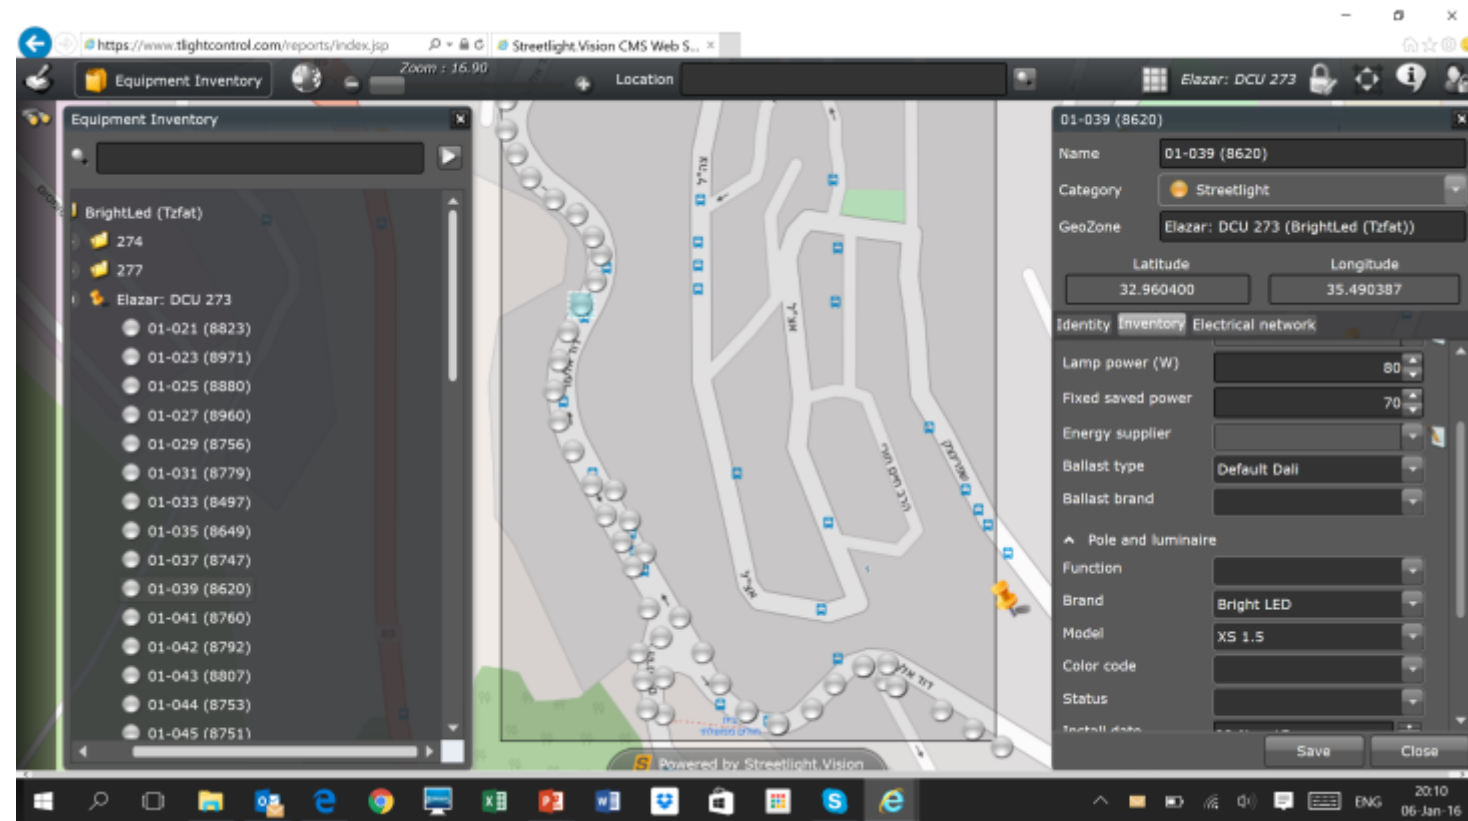 https://www.tlightcontrol.com/reports/index.jsp
Streetlight.Vision CMS Web S...
Equipment Inventory
Zoom : 16.90
Location
Elazar: DCU 273
Equipment Inventory
BrightLed (Tzfat)
274
277
Elazar: DCU 273
01-021 (8823)
01-023 (8971)
01-025 (8880)
01-027 (8960)
01-029 (8756)
01-031 (8779)
01-033 (8497)
01-035 (8649)
01-037 (8747)
01-039 (8620)
01-041 (8760)
01-042 (8792)
01-043 (8807)
01-044 (8753)
01-045 (8751)
Powered by Streetlight.Vision
01-039 (8620)
Name 01-039 (8620)
Category Streetlight
GeoZone Elazar: DCU 273 (BrightLed (Tzfat))
Latitude Longitude
32.960400 35.490387
Identity Inventory Electrical network
Lamp power (W) 80
Fixed saved power 70
Energy supplier
Ballast type Default Dali
Ballast brand
Pole and luminaire
Function
Brand Bright LED
Model XS 1.5
Color code
Status
Install date
Save Close
ENG
20:10
06-Jan-16